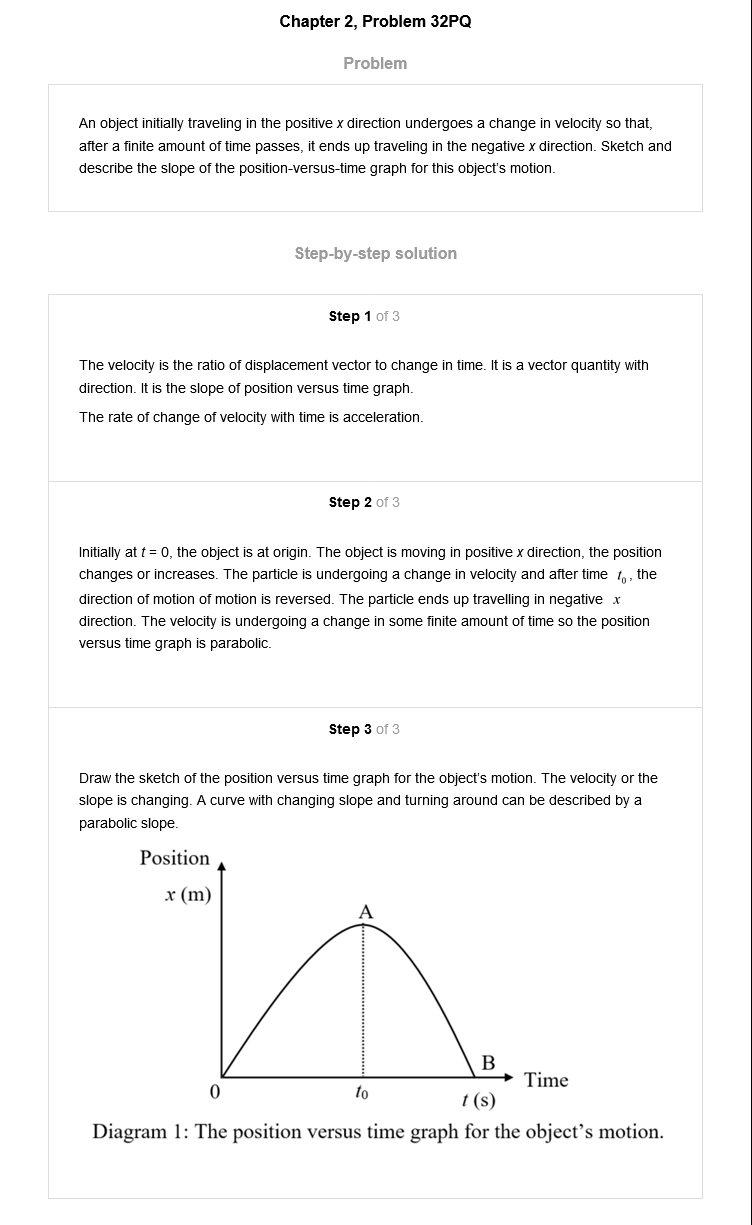 Chapter 2, Problem 32PQ
Problem
An object initially traveling in the positive x direction undergoes a change in velocity so that,
after a finite amount of time passes, it ends up traveling in the negative x direction. Sketch and
describe the slope of the position-versus-time graph for this object's motion.
Step-by-step solution
Step 1 of 3
The velocity is the ratio of displacement vector to change in time. It is a vector quantity with
direction. It is the slope of position versus time graph.
The rate of change of velocity with time is acceleration.
Step 2 of 3
Initially at t = 0, the object is at origin. The object is moving in positive x direction, the position
changes or increases. The particle is undergoing a change in velocity and after time t₀, the
direction of motion of motion is reversed. The particle ends up travelling in negative x
direction. The velocity is undergoing a change in some finite amount of time so the position
versus time graph is parabolic.
Step 3 of 3
Draw the sketch of the position versus time graph for the object's motion. The velocity or the
slope is changing. A curve with changing slope and turning around can be described by a
parabolic slope.
Position
x (m)
A
B
Time
0
t₀
t (s)
Diagram 1: The position versus time graph for the object's motion.